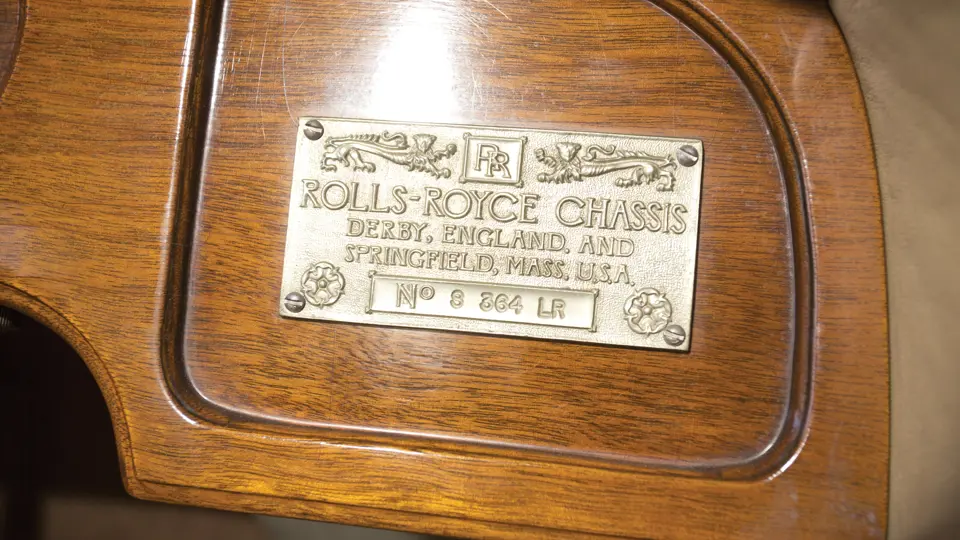 RR
ROLLS-ROYCE CHASSIS
DERBY, ENGLAND, AND
SPRINGFIELD, MASS. U.S.A.
Nº S 364 LR